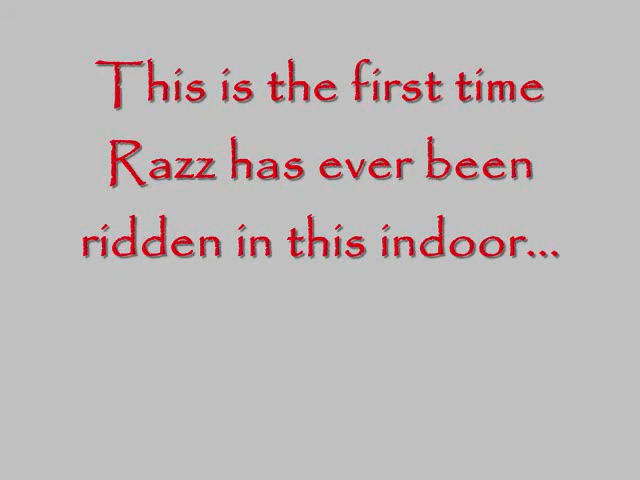 This is the first time
Razz has ever been
ridden in this indoor...